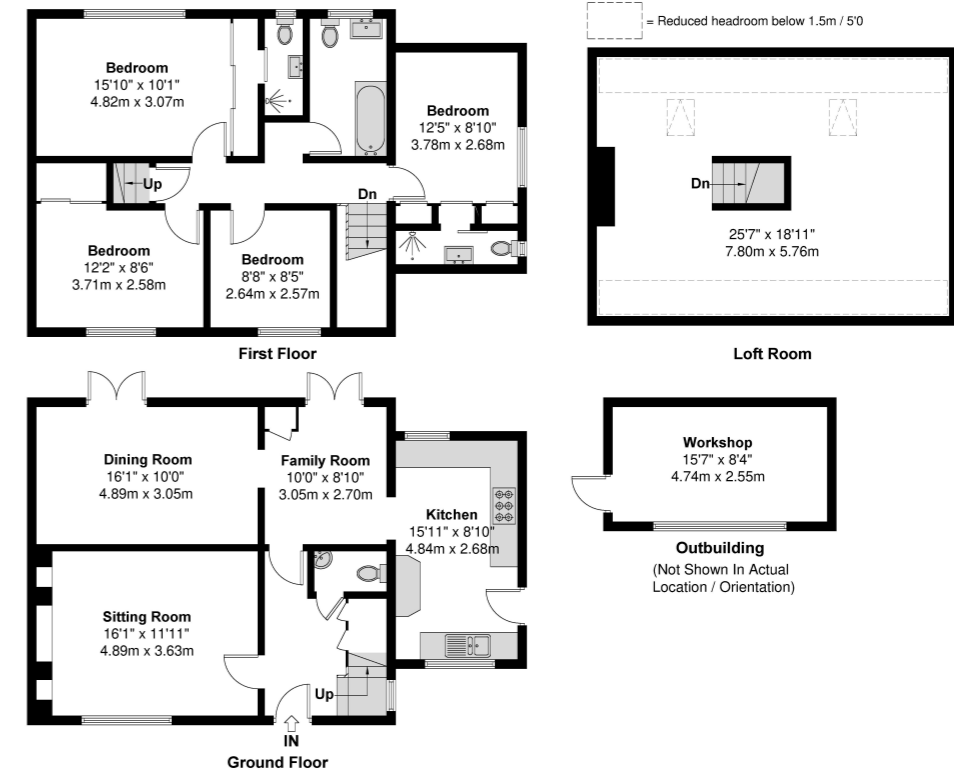 = Reduced headroom below 1.5m / 5'0
Bedroom
15'10" x 10'1"
4.82m x 3.07m
Bedroom
12'5" x 8'10"
3.78m x 2.68m
Up
Dn
Bedroom
12'2" x 8'6"
3.71m x 2.58m
Bedroom
8'8" x 8'5"
2.64m x 2.57m
First Floor
Dn
25'7" x 18'11"
7.80m x 5.76m
Loft Room
Dining Room
16'1" x 10'0"
4.89m x 3.05m
Family Room
10'0" x 8'10"
3.05m x 2.70m
Kitchen
15'11" x 8'10"
4.84m x 2.68m
Sitting Room
16'1" x 11'11"
4.89m x 3.63m
Up
IN
Ground Floor
Workshop
15'7" x 8'4"
4.74m x 2.55m
Outbuilding
(Not Shown In Actual
Location / Orientation)